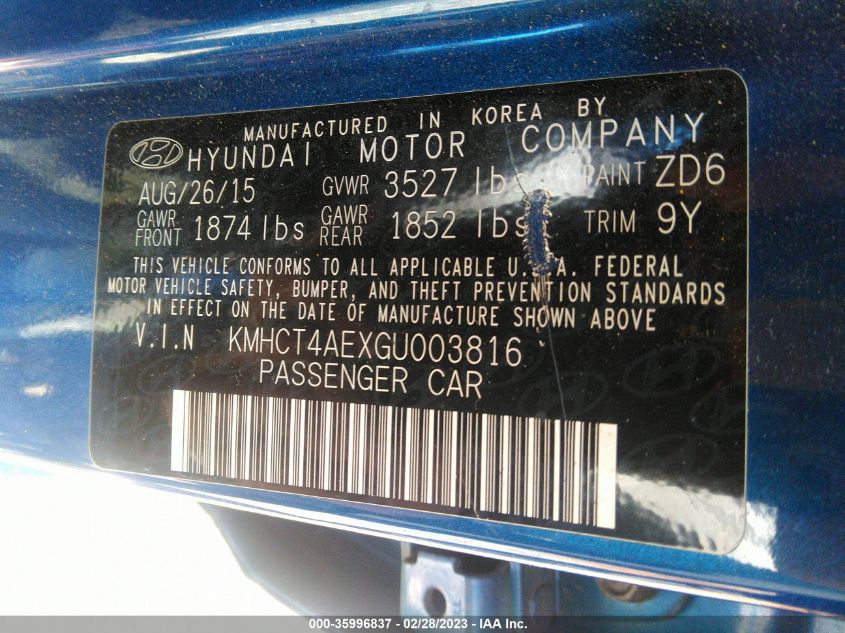 MANUFACTURED IN KOREA BY
HYUNDAI MOTOR COMPANY
AUG/26/15 GVWR 3527 lbs PAINT ZD6
GAWR FRONT 1874 lbs GAWR REAR 1852 lbs TRIM 9Y
THIS VEHICLE CONFORMS TO ALL APPLICABLE U.S.A. FEDERAL
MOTOR VEHICLE SAFETY, BUMPER, AND THEFT PREVENTION STANDARDS
IN EFFECT ON THE DATE OF MANUFACTURE SHOWN ABOVE
V.I.N KMHCT4AEXGU003816
PASSENGER CAR
000-35996837 - 02/28/2023 - IAA Inc.